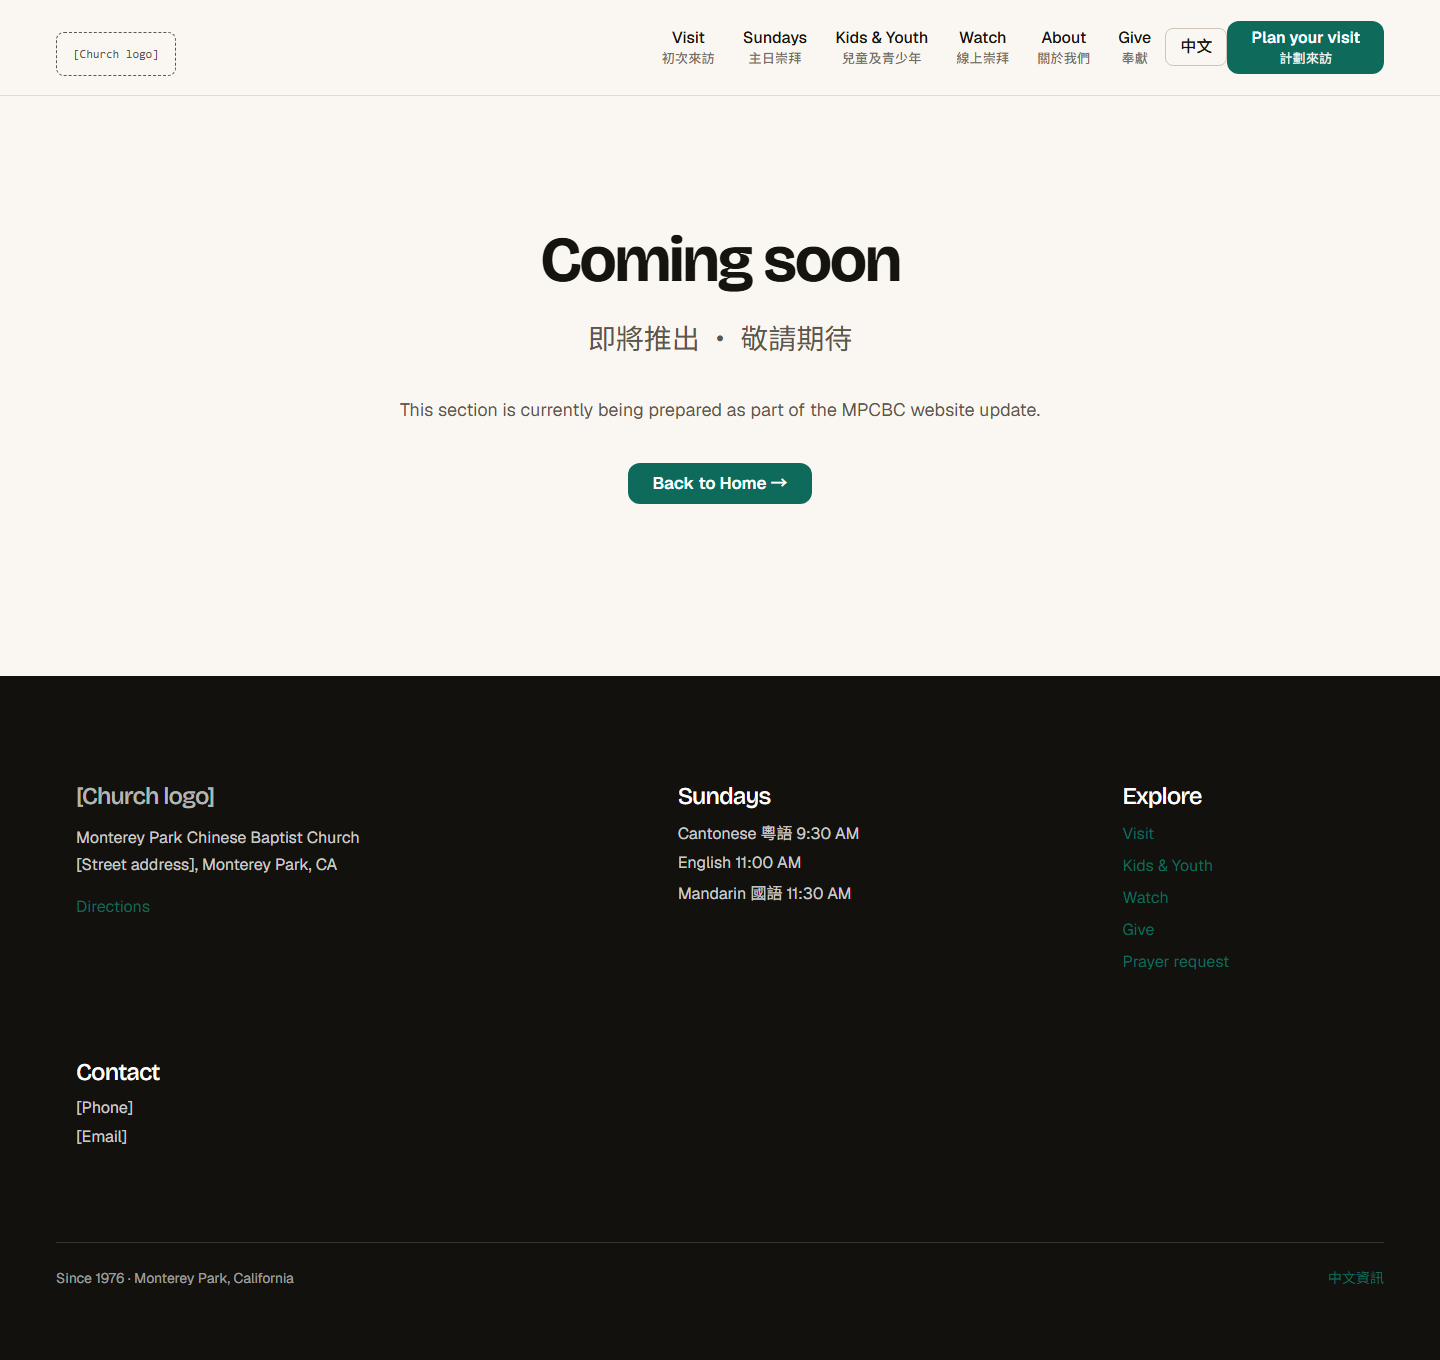 [Church logo]
Visit
初次來訪
Sundays
主日崇拜
Kids & Youth
兒童及青少年
Watch
線上崇拜
About
關於我們
Give
奉獻
中文
Plan your visit
計劃來訪
Coming soon
即將推出 · 敬請期待
This section is currently being prepared as part of the MPCBC website update.
Back to Home →
[Church logo]
Monterey Park Chinese Baptist Church
[Street address], Monterey Park, CA
Directions
Sundays
Cantonese 粵語 9:30 AM
English 11:00 AM
Mandarin 國語 11:30 AM
Explore
Visit
Kids & Youth
Watch
Give
Prayer request
Contact
[Phone]
[Email]
Since 1976 · Monterey Park, California
中文資訊